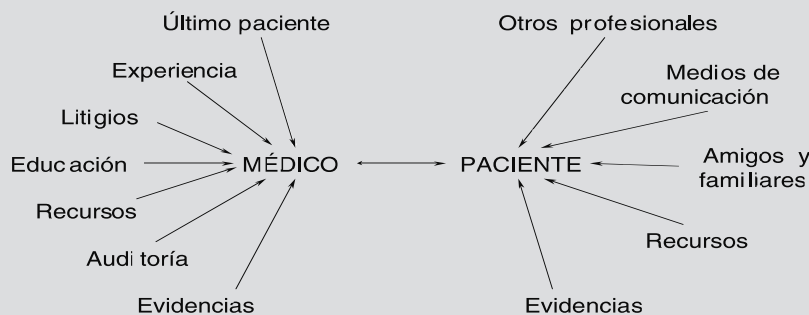 Último paciente
Otros profesionales
Experiencia
Medios de
comunicación
Litigios
Educación
MÉDICO
PACIENTE
Amigos y
familiares
Recursos
Recursos
Auditoría
Evidencias
Evidencias